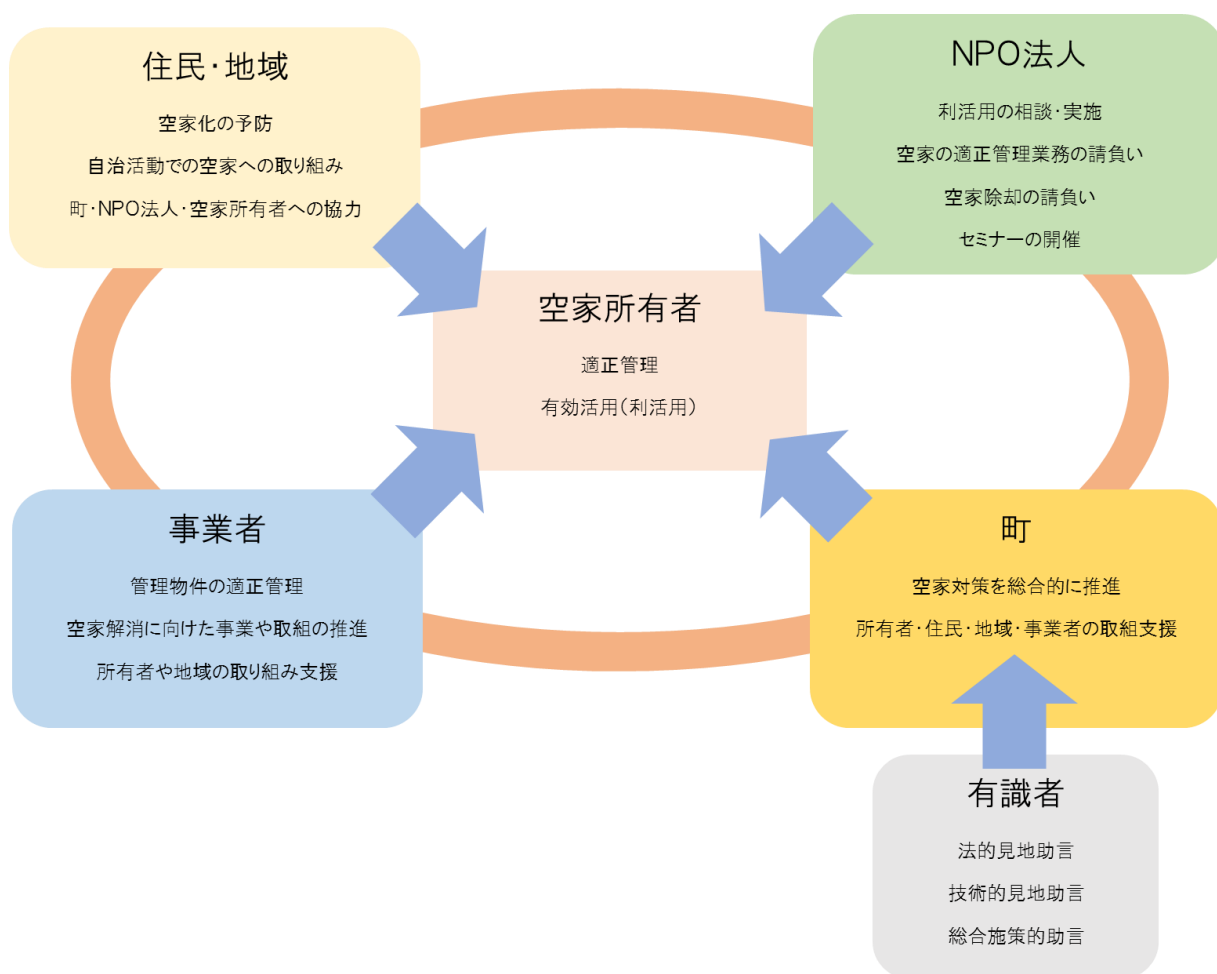 住民・地域
空家化の予防
自治活動での空家への取り組み
町・NPO法人・空家所有者への協力
NPO法人
利活用の相談・実施
空家の適正管理業務の請負い
空家除却の請負い
セミナーの開催
空家所有者
適正管理
有効活用(利活用)
事業者
管理物件の適正管理
空家解消に向けた事業や取組の推進
所有者や地域の取り組み支援
町
空家対策を総合的に推進
所有者・住民・地域・事業者の取組支援
有識者
法的見地助言
技術的見地助言
総合施策的助言